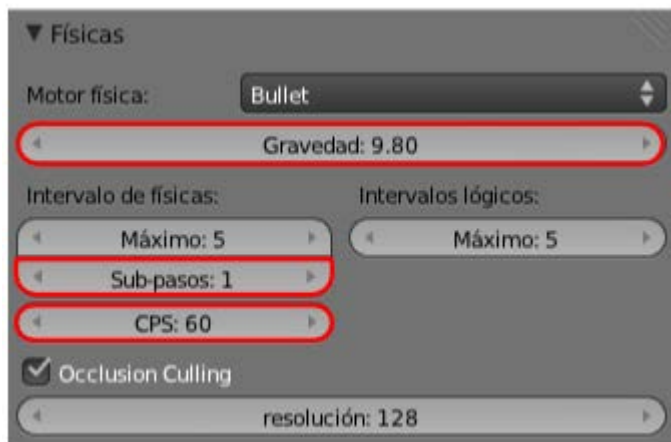 Físicas
Motor física: Bullet
Gravedad: 9.80
Intervalo de físicas: Intervalos lógicos:
Máximo: 5 Máximo: 5
Sub-pasos: 1
CPS: 60
Occlusion Culling
resolución: 128